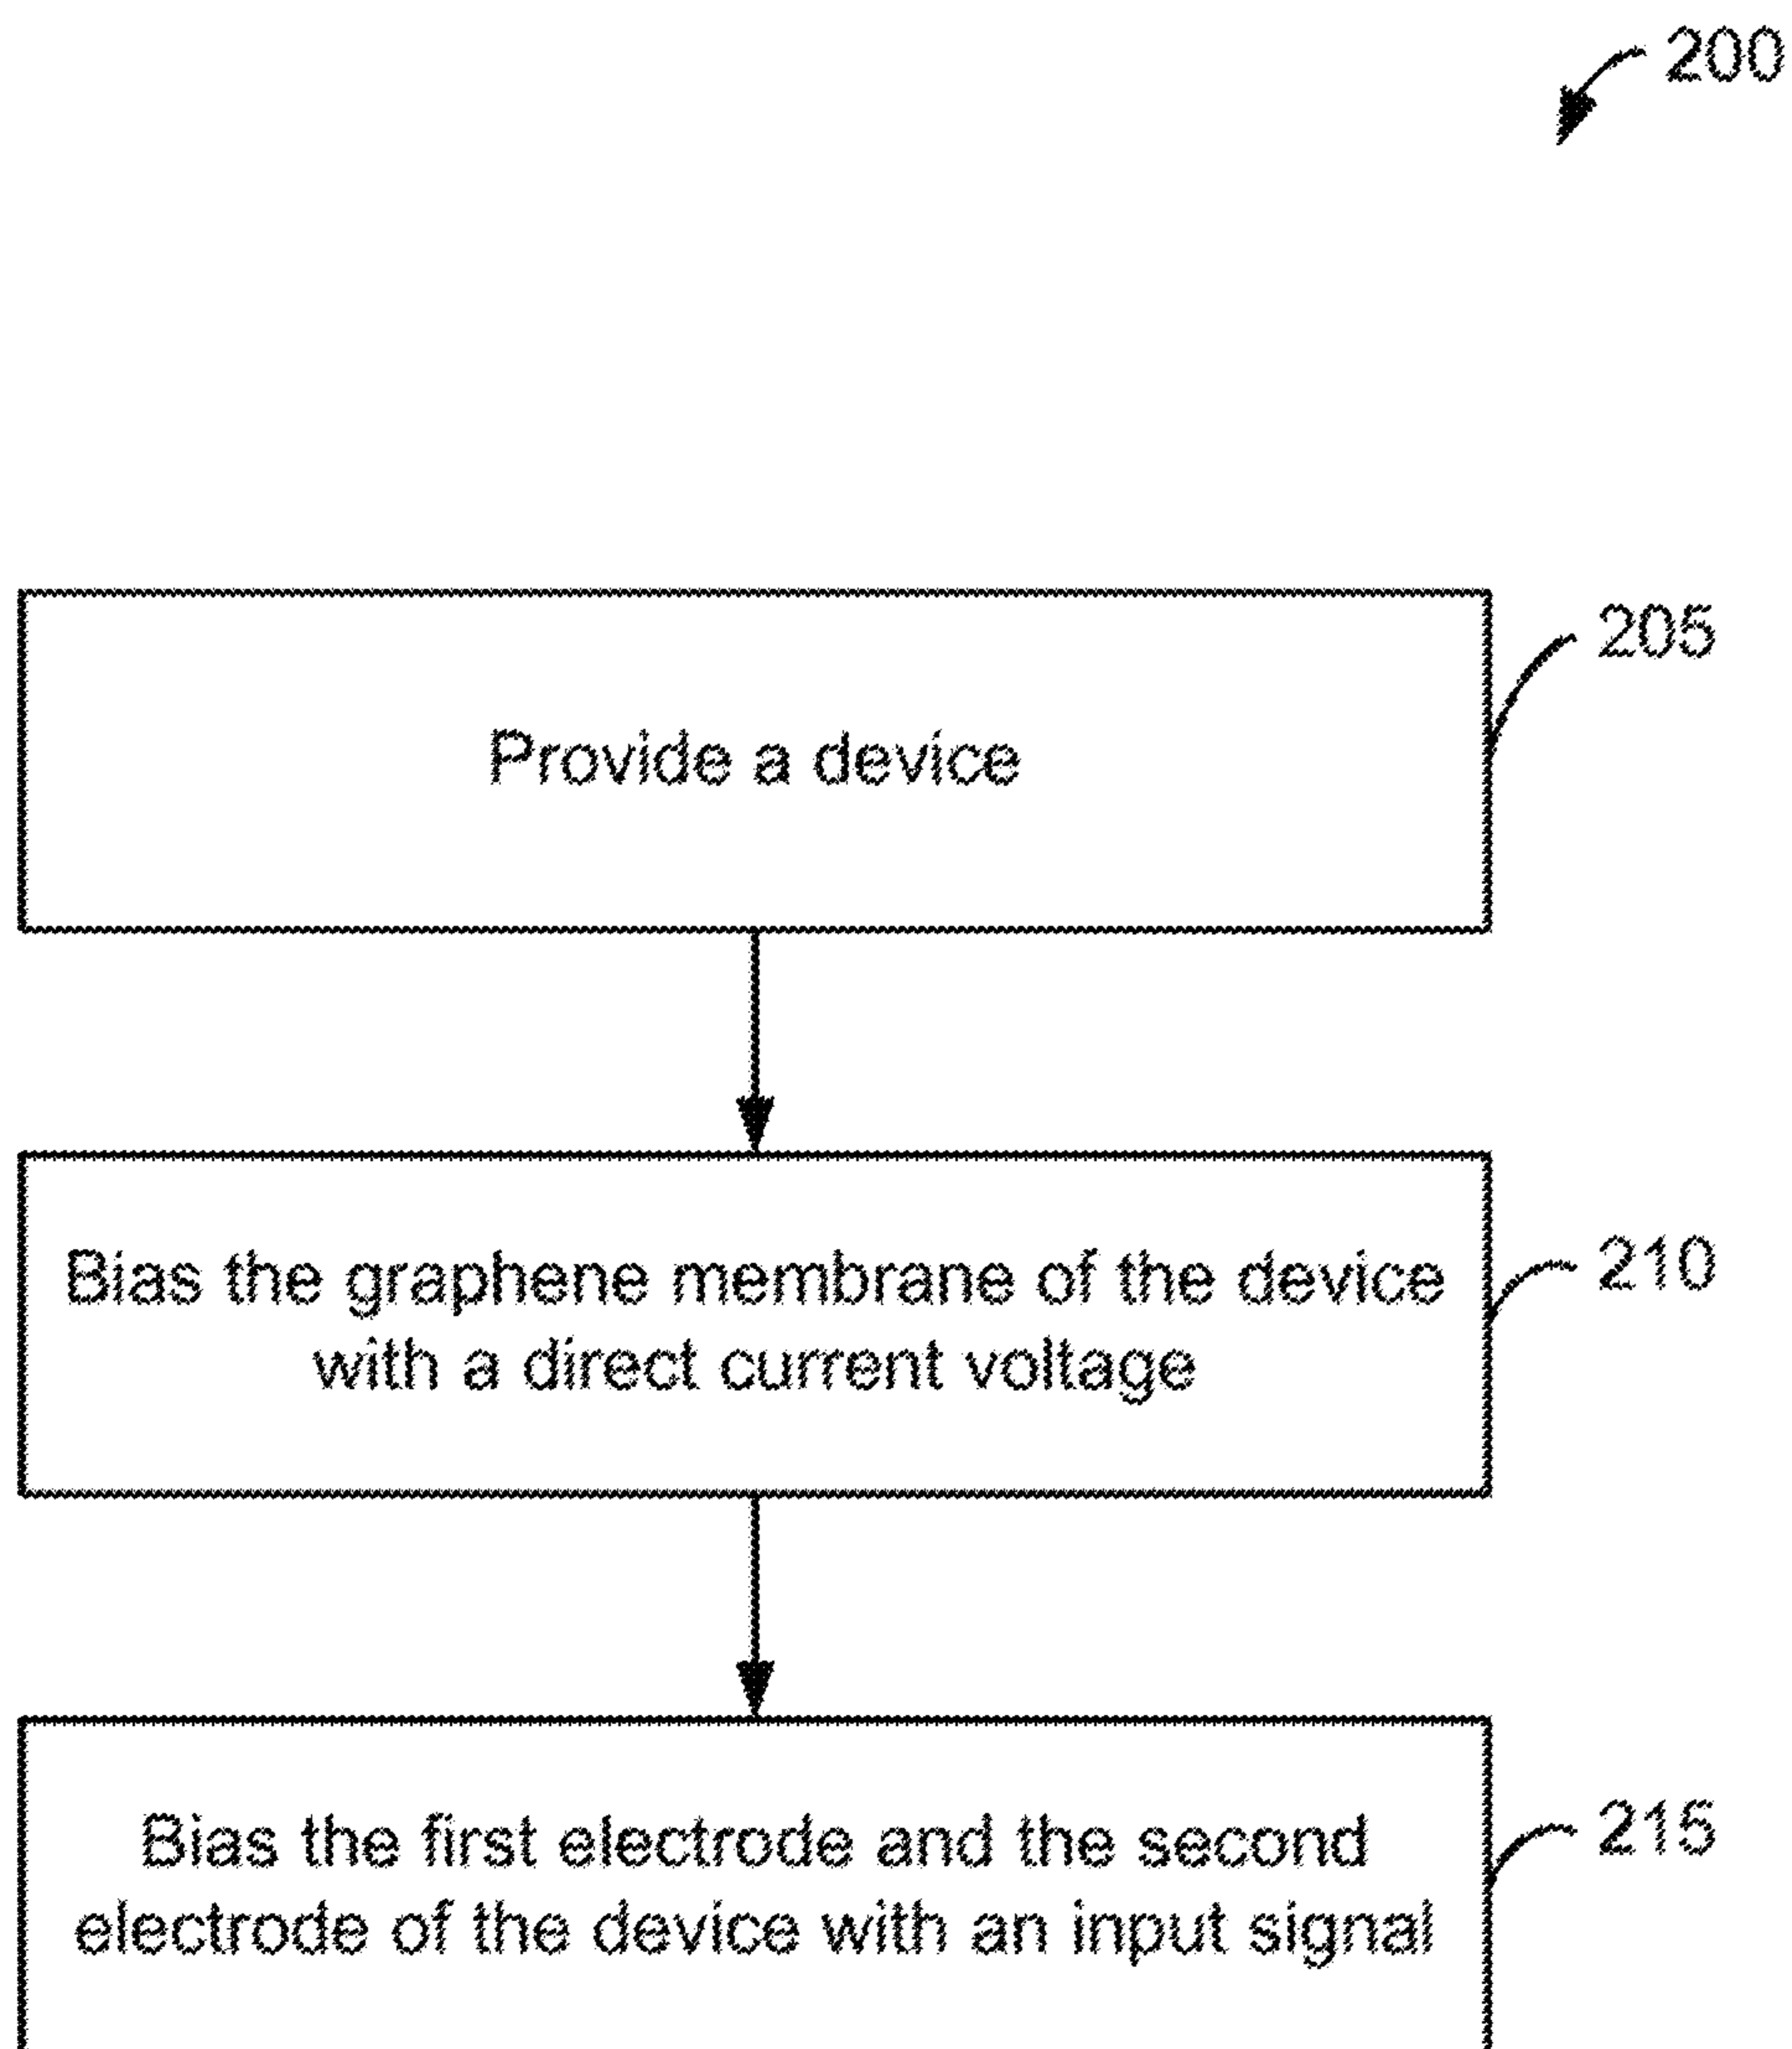 200
Provide a device
205
Bias the graphene membrane of the device
with a direct current voltage
210
Bias the first electrode and the second
electrode of the device with an input signal
215